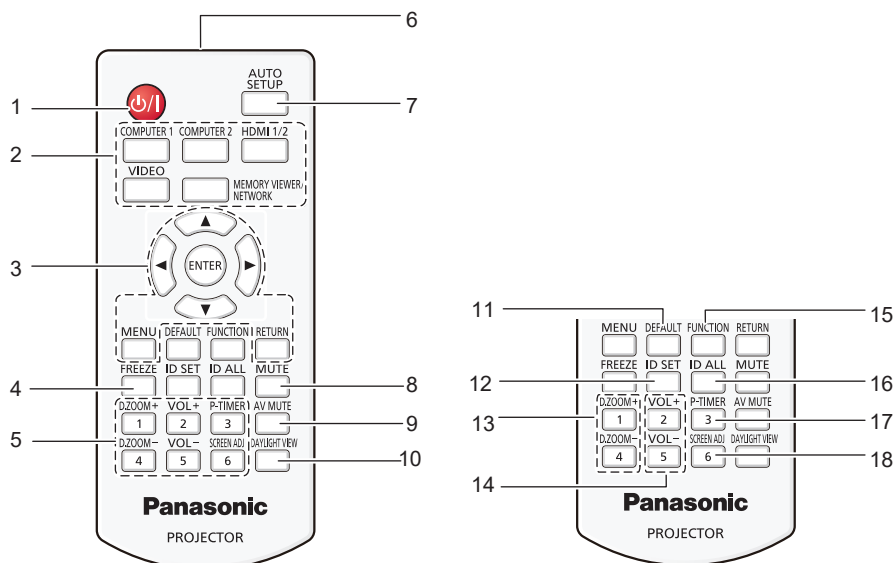 6
AUTO
SETUP
1
7
2
COMPUTER 1 COMPUTER 2 HDMI 1/2
VIDEO
MEMORY VIEWER/
NETWORK
3
ENTER
MENU DEFAULT FUNCTION RETURN
FREEZE ID SET ID ALL MUTE
4
8
D.ZOOM+ VOL+ P-TIMER AV MUTE
1 2 3
9
5
D.ZOOM− VOL− SCREEN ADJ DAYLIGHT VIEW
4 5 6
10
Panasonic
PROJECTOR
11
15
MENU DEFAULT FUNCTION RETURN
FREEZE ID SET ID ALL MUTE
12
16
D.ZOOM+ VOL+ P-TIMER AV MUTE
13
1 2 3
17
D.ZOOM− VOL− SCREEN ADJ DAYLIGHT VIEW
4 5 6
18
14
Panasonic
PROJECTOR